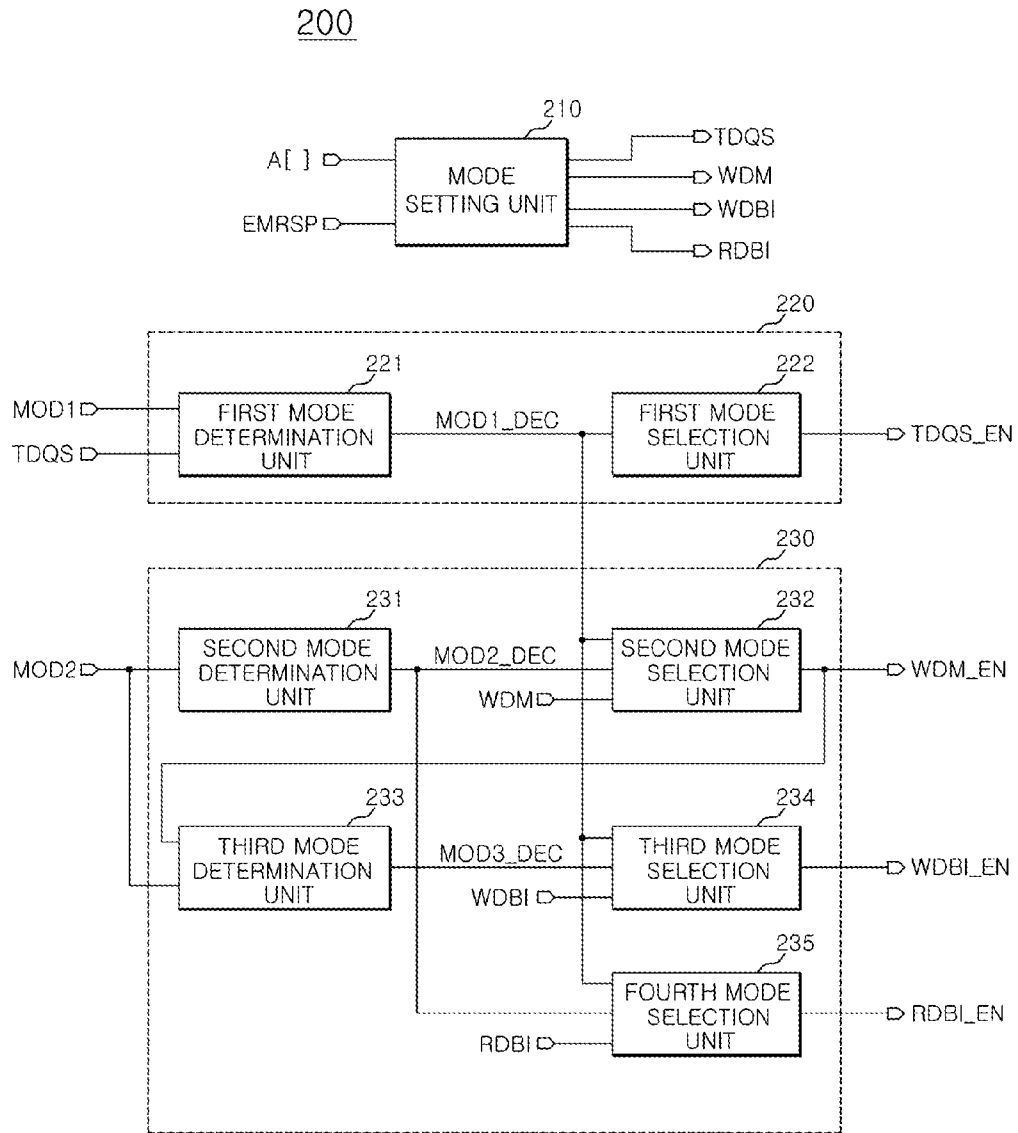 200
210
A[ ]
EMRSP
MODE
SETTING UNIT
TDQS
WDM
WDBI
RDBI
220
221
222
MOD1
TDQS
FIRST MODE
DETERMINATION
UNIT
MOD1_DEC
FIRST MODE
SELECTION
UNIT
TDQS_EN
230
231
232
MOD2
SECOND MODE
DETERMINATION
UNIT
MOD2_DEC
WDM
SECOND MODE
SELECTION
UNIT
WDM_EN
233
234
THIRD MODE
DETERMINATION
UNIT
MOD3_DEC
WDBI
THIRD MODE
SELECTION
UNIT
WDBI_EN
235
RDBI
FOURTH MODE
SELECTION
UNIT
RDBI_EN